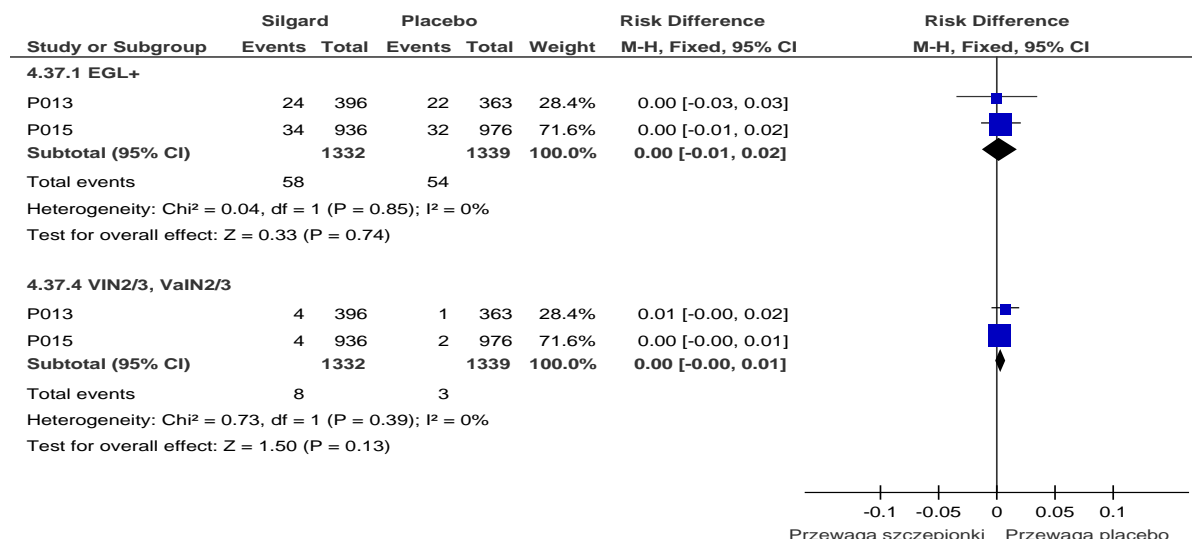 Silgard Placebo Risk Difference Risk Difference
Study or Subgroup Events Total Events Total Weight M-H, Fixed, 95% CI M-H, Fixed, 95% CI
4.37.1 EGL+
P013 24 396 22 363 28.4% 0.00 [-0.03, 0.03]
P015 34 936 32 976 71.6% 0.00 [-0.01, 0.02]
Subtotal (95% CI) 1332 1339 100.0% 0.00 [-0.01, 0.02]
Total events 58 54
Heterogeneity: Chi² = 0.04, df = 1 (P = 0.85); I² = 0%
Test for overall effect: Z = 0.33 (P = 0.74)
4.37.4 VIN2/3, VaIN2/3
P013 4 396 1 363 28.4% 0.01 [-0.00, 0.02]
P015 4 936 2 976 71.6% 0.00 [-0.00, 0.01]
Subtotal (95% CI) 1332 1339 100.0% 0.00 [-0.00, 0.01]
Total events 8 3
Heterogeneity: Chi² = 0.73, df = 1 (P = 0.39); I² = 0%
Test for overall effect: Z = 1.50 (P = 0.13)
-0.1 -0.05 0 0.05 0.1
Przewaga szczepionki Przewaga placebo